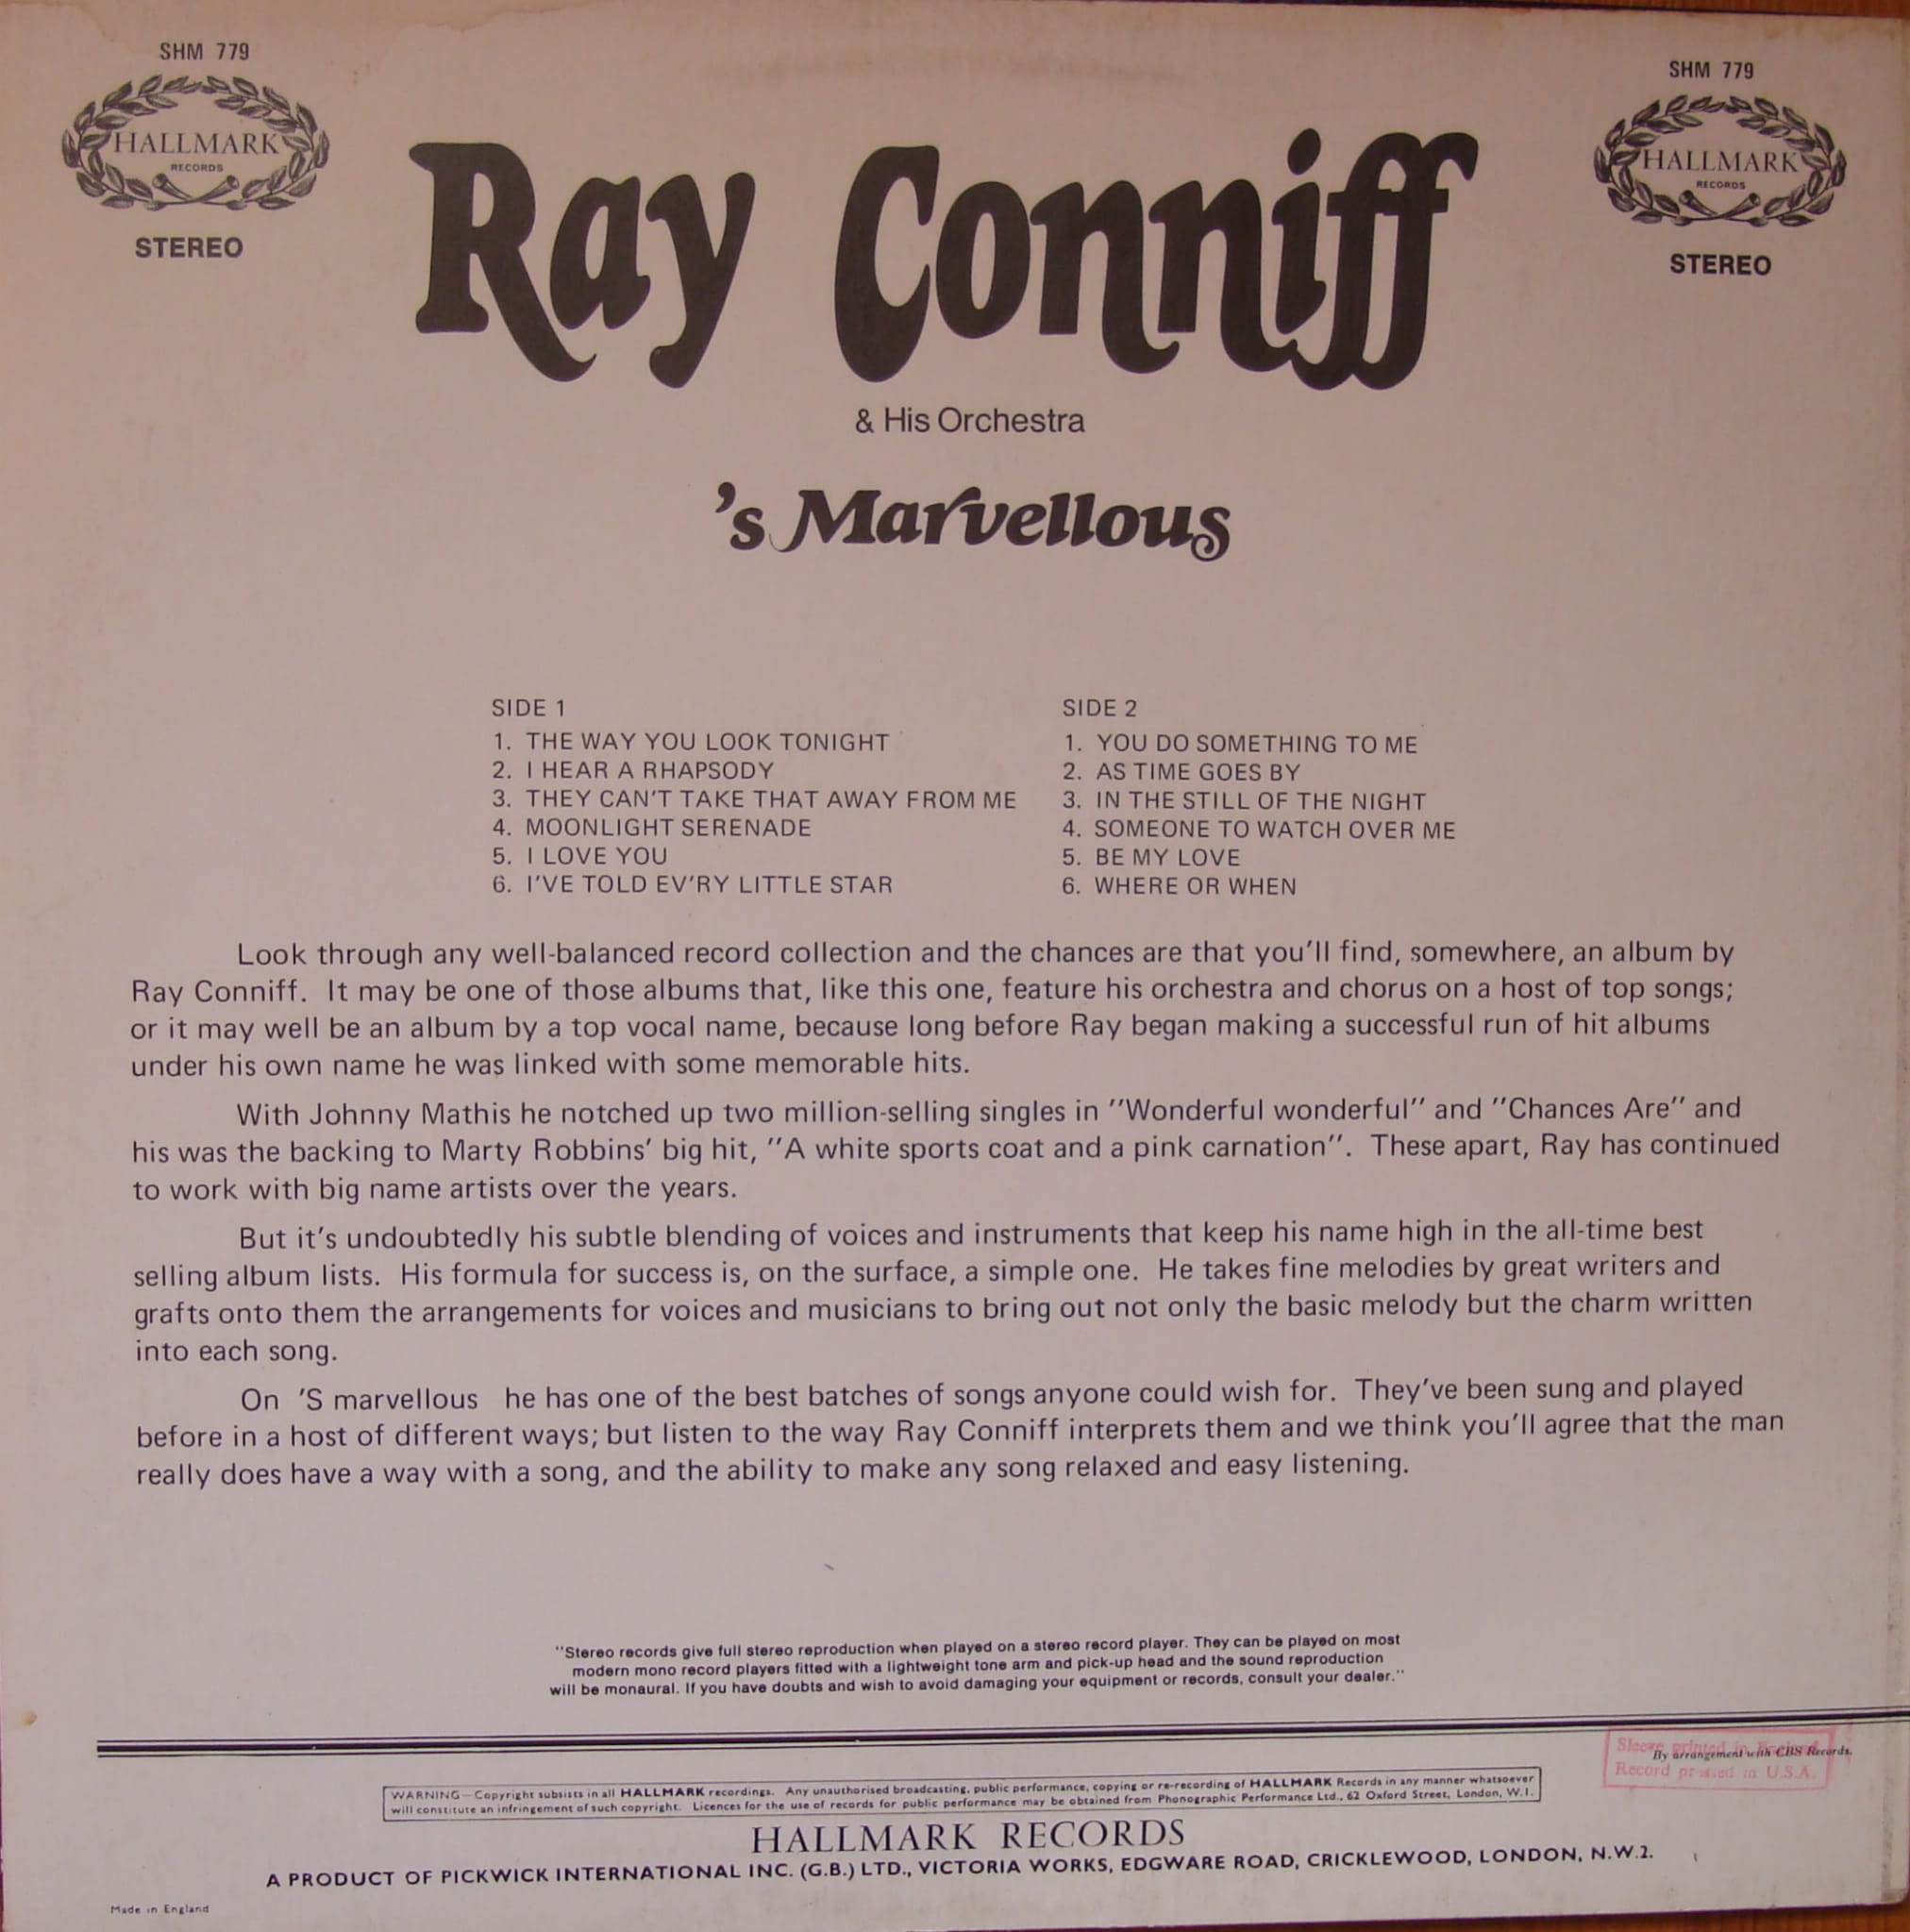 SHM 779
HALLMARK
RECORDS
STEREO
SHM 779
HALLMARK
RECORDS
STEREO
Ray Conniff
& His Orchestra
's Marvellous
SIDE 1
1. THE WAY YOU LOOK TONIGHT
2. I HEAR A RHAPSODY
3. THEY CAN'T TAKE THAT AWAY FROM ME
4. MOONLIGHT SERENADE
5. I LOVE YOU
6. I'VE TOLD EV'RY LITTLE STAR
SIDE 2
1. YOU DO SOMETHING TO ME
2. AS TIME GOES BY
3. IN THE STILL OF THE NIGHT
4. SOMEONE TO WATCH OVER ME
5. BE MY LOVE
6. WHERE OR WHEN
Look through any well-balanced record collection and the chances are that you'll find, somewhere, an album by
Ray Conniff. It may be one of those albums that, like this one, feature his orchestra and chorus on a host of top songs;
or it may well be an album by a top vocal name, because long before Ray began making a successful run of hit albums
under his own name he was linked with some memorable hits.
With Johnny Mathis he notched up two million-selling singles in "Wonderful wonderful" and "Chances Are" and
his was the backing to Marty Robbins' big hit, "A white sports coat and a pink carnation". These apart, Ray has continued
to work with big name artists over the years.
But it's undoubtedly his subtle blending of voices and instruments that keep his name high in the all-time best
selling album lists. His formula for success is, on the surface, a simple one. He takes fine melodies by great writers and
grafts onto them the arrangements for voices and musicians to bring out not only the basic melody but the charm written
into each song.
On 'S marvellous he has one of the best batches of songs anyone could wish for. They've been sung and played
before in a host of different ways; but listen to the way Ray Conniff interprets them and we think you'll agree that the man
really does have a way with a song, and the ability to make any song relaxed and easy listening.
"Stereo records give full stereo reproduction when played on a stereo record player. They can be played on most
modern mono record players fitted with a lightweight tone arm and pick-up head and the sound reproduction
will be monaural. If you have doubts and wish to avoid damaging your equipment or records, consult your dealer."
Sleeve printed in England
By arrangement with CBS Records.
Record pressed in U.S.A.
WARNING—Copyright subsists in all HALLMARK recordings. Any unauthorised broadcasting, public performance, copying or re-recording of HALLMARK Records in any manner whatsoever
will constitute an infringement of such copyright. Licences for the use of records for public performance may be obtained from Phonographic Performance Ltd., 62 Oxford Street, London, W.1.
HALLMARK RECORDS
A PRODUCT OF PICKWICK INTERNATIONAL INC. (G.B.) LTD., VICTORIA WORKS, EDGWARE ROAD, CRICKLEWOOD, LONDON, N.W.2.
Made in England